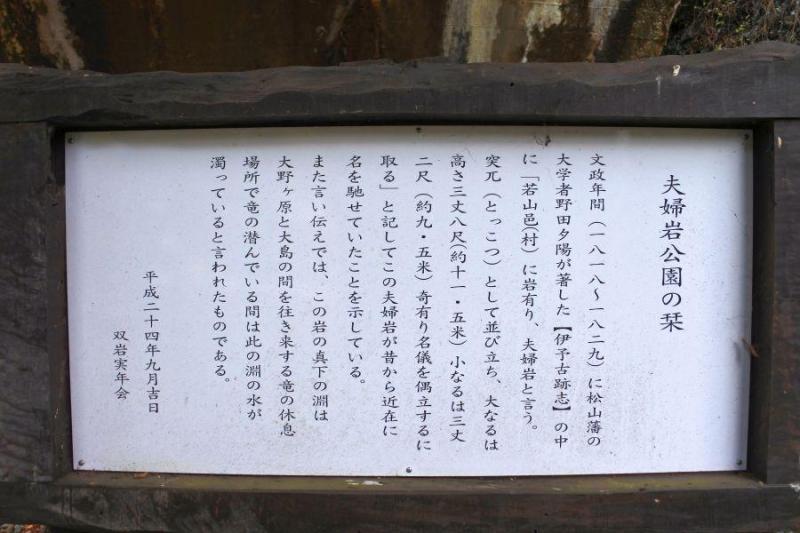 夫婦岩公園の栞
文政年間（一八一八～一八二九）に松山藩の
大学者野田夕陽が著した【伊予古跡志】の中
に「若山邑(村）に岩有り、夫婦岩と言う。
突兀（とっこつ）として並び立ち、大なるは
高さ三丈八尺(約十一・五米）小なるは三丈
二尺（約九・五米）奇有り名儀を偶立するに
取る」と記してこの夫婦岩が昔から近在に
名を馳せていたことを示している。
また言い伝えでは、この岩の真下の淵は
大野ヶ原と大島の間を往き来する竜の休息
場所で竜の潜んでいる間は此の淵の水が
濁っていると言われたものである。
平成二十四年九月吉日
双岩実年会